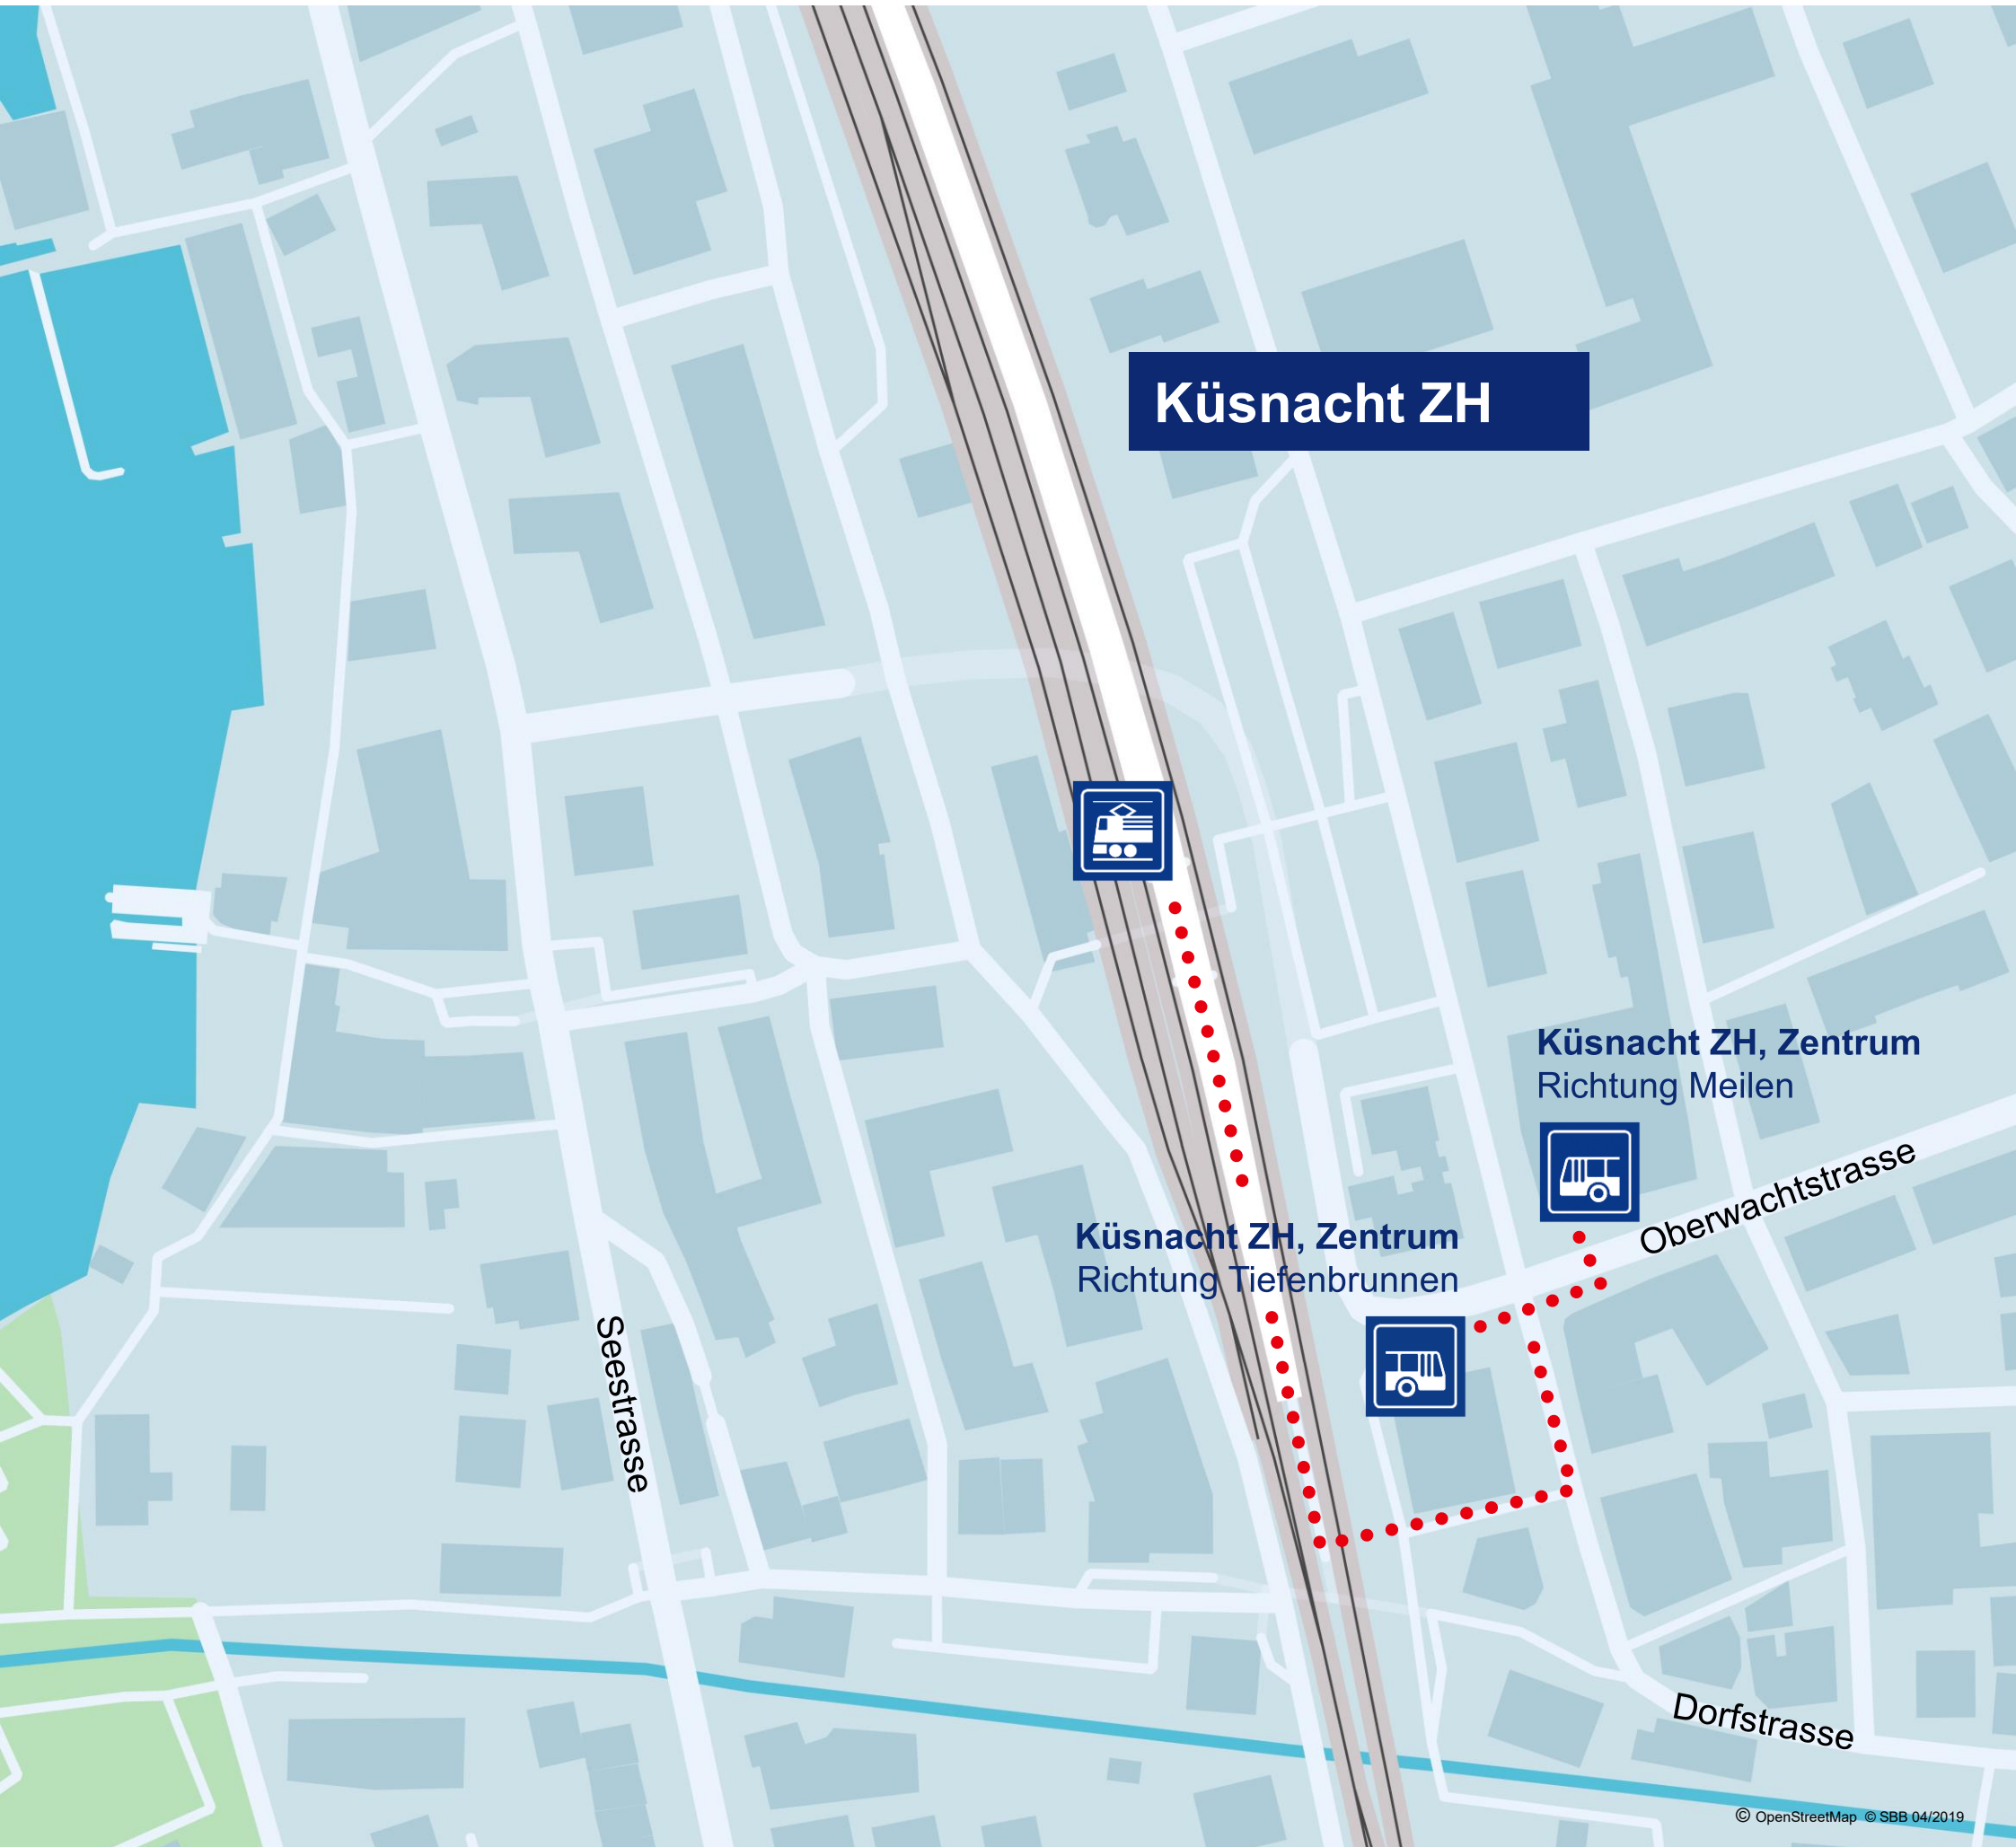 Küsnacht ZH
Küsnacht ZH, Zentrum
Richtung Meilen
Oberwachtstrasse
Küsnacht ZH, Zentrum
Richtung Tiefenbrunnen
Seestrasse
Dorfstrasse
© OpenStreetMap © SBB 04/2019